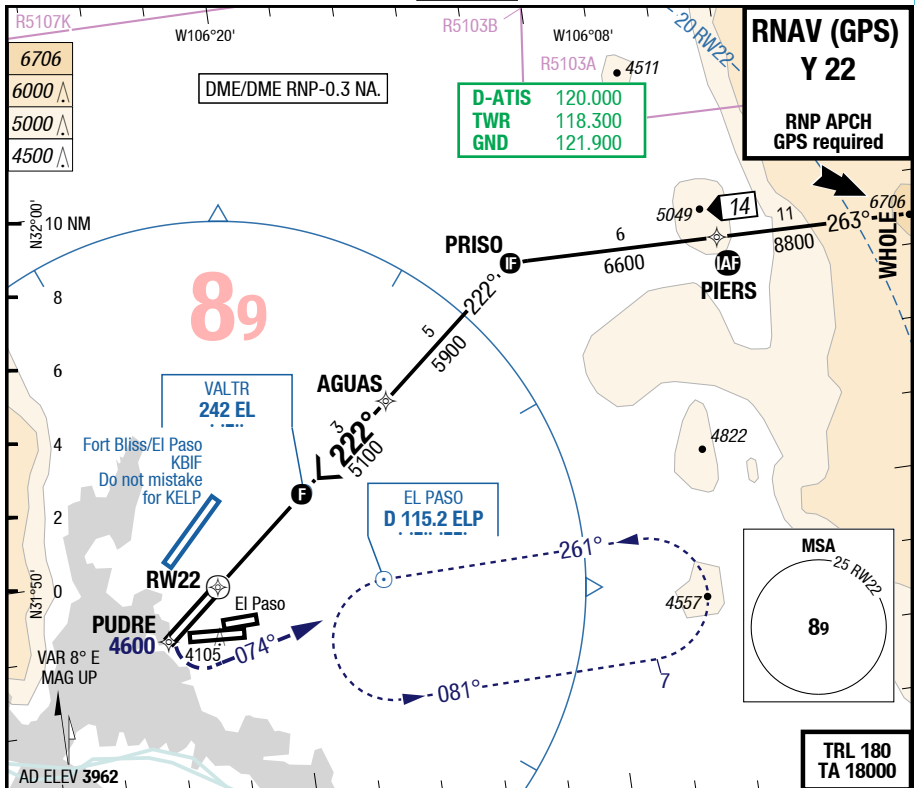 R5107K
W106°20'
R5103B
W106°08'
20 RW22
RNAV (GPS)
Y 22
RNP APCH
GPS required
6706
6000
5000
4500
DME/DME RNP-0.3 NA.
R5103A
4511
D-ATIS 120.000
TWR 118.300
GND 121.900
N32°00'
10 NM
8
6
4
2
0
N31°50'
89
PRISO
IF
6
6600
5049
14
IAF
PIERS
11
8800
263°
6706
WHOLE
222°
5
5900
AGUAS
3
222°
5100
VALTR
242 EL
F
Fort Bliss/El Paso
KBIF
Do not mistake
for KELP
4822
EL PASO
D 115.2 ELP
261°
4557
081°
7
RW22
El Paso
PUDRE
4600
4105
074°
VAR 8° E
MAG UP
AD ELEV 3962
MSA
25 RW22
89
TRL 180
TA 18000